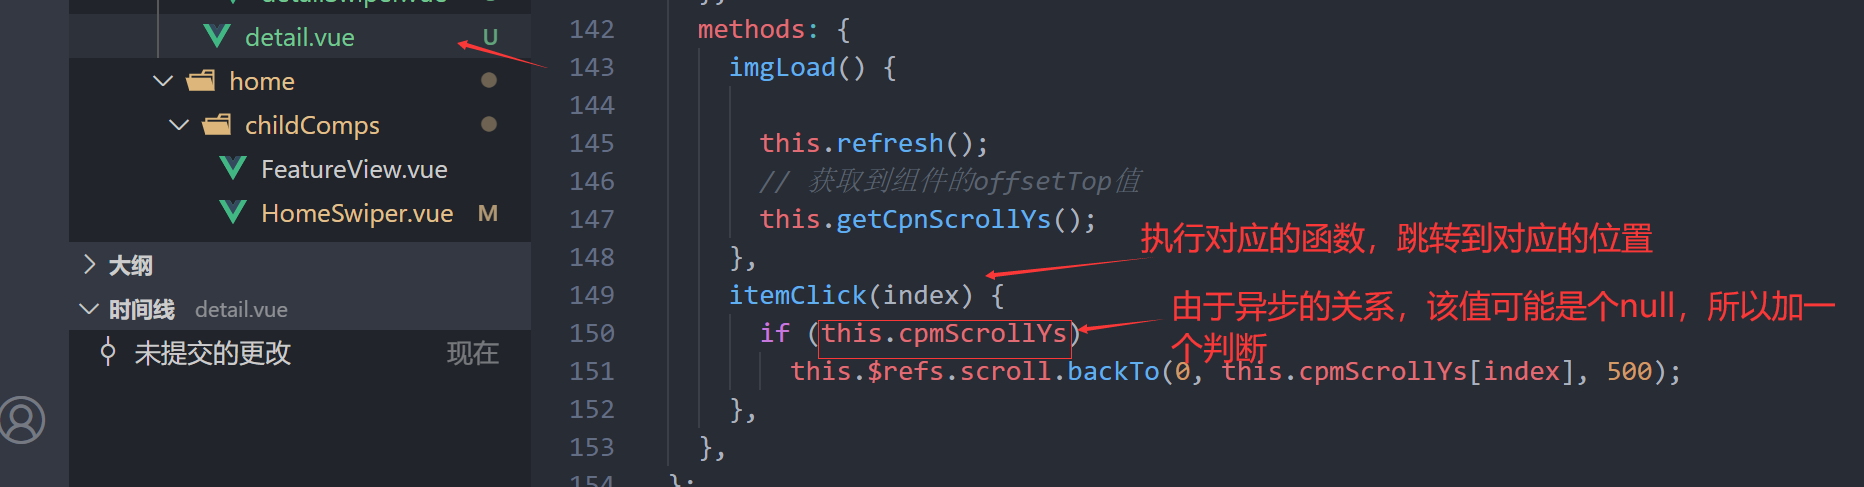 detailSwiper.vue
detail.vue U
home
childComps
FeatureView.vue
HomeSwiper.vue M
大纲
时间线 detail.vue
未提交的更改 现在
142 methods: {
143 imgLoad() {
144
145 this.refresh();
146 // 获取到组件的offsetTop值
147 this.getCpnScrollYs();
148 },
149 itemClick(index) {
150 if (this.cpmScrollYs)
151 this.$refs.scroll.backTo(0, this.cpmScrollYs[index], 500);
152 },
153 },
154 };
执行对应的函数，跳转到对应的位置
由于异步的关系，该值可能是个null，所以加一
个判断